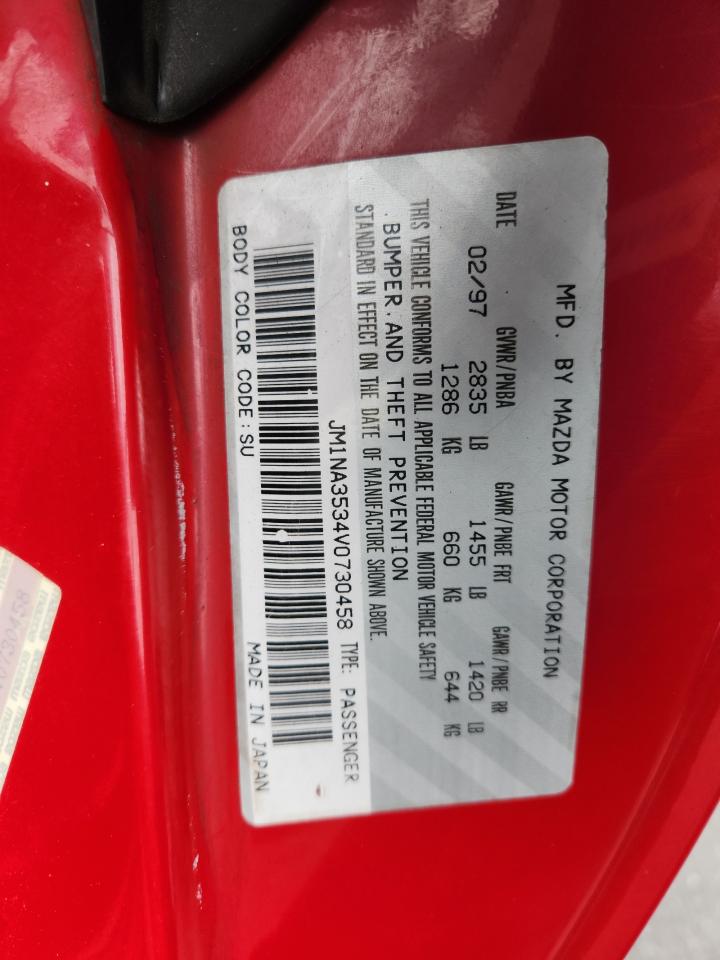 MFD. BY MAZDA MOTOR CORPORATION
DATE GVWR/PNBA GAWR/PNBE FRT GAWR/PNBE RR
02/97 2835 LB 1455 LB 1420 LB
1286 KG 660 KG 644 KG
THIS VEHICLE CONFORMS TO ALL APPLICABLE FEDERAL MOTOR VEHICLE SAFETY
BUMPER, AND THEFT PREVENTION
STANDARD IN EFFECT ON THE DATE OF MANUFACTURE SHOWN ABOVE.
JM1NA3534V0730458 TYPE: PASSENGER
BODY COLOR CODE:SU MADE IN JAPAN
V0730458